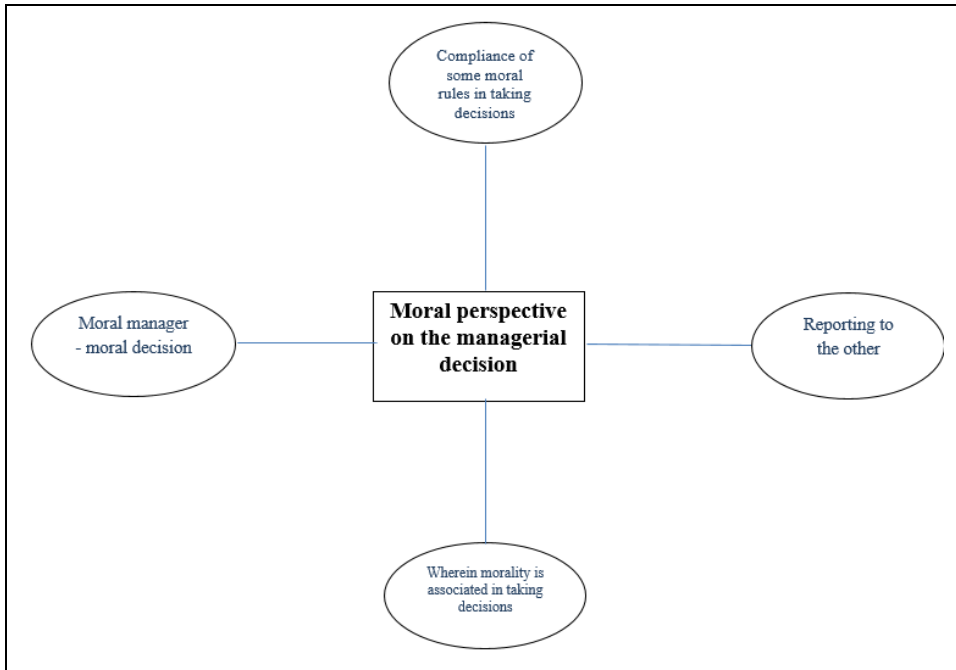 Compliance of
some moral
rules in taking
decisions
Moral manager
- moral decision
Moral perspective
on the managerial
decision
Reporting to
the other
Wherein morality is
associated in taking
decisions